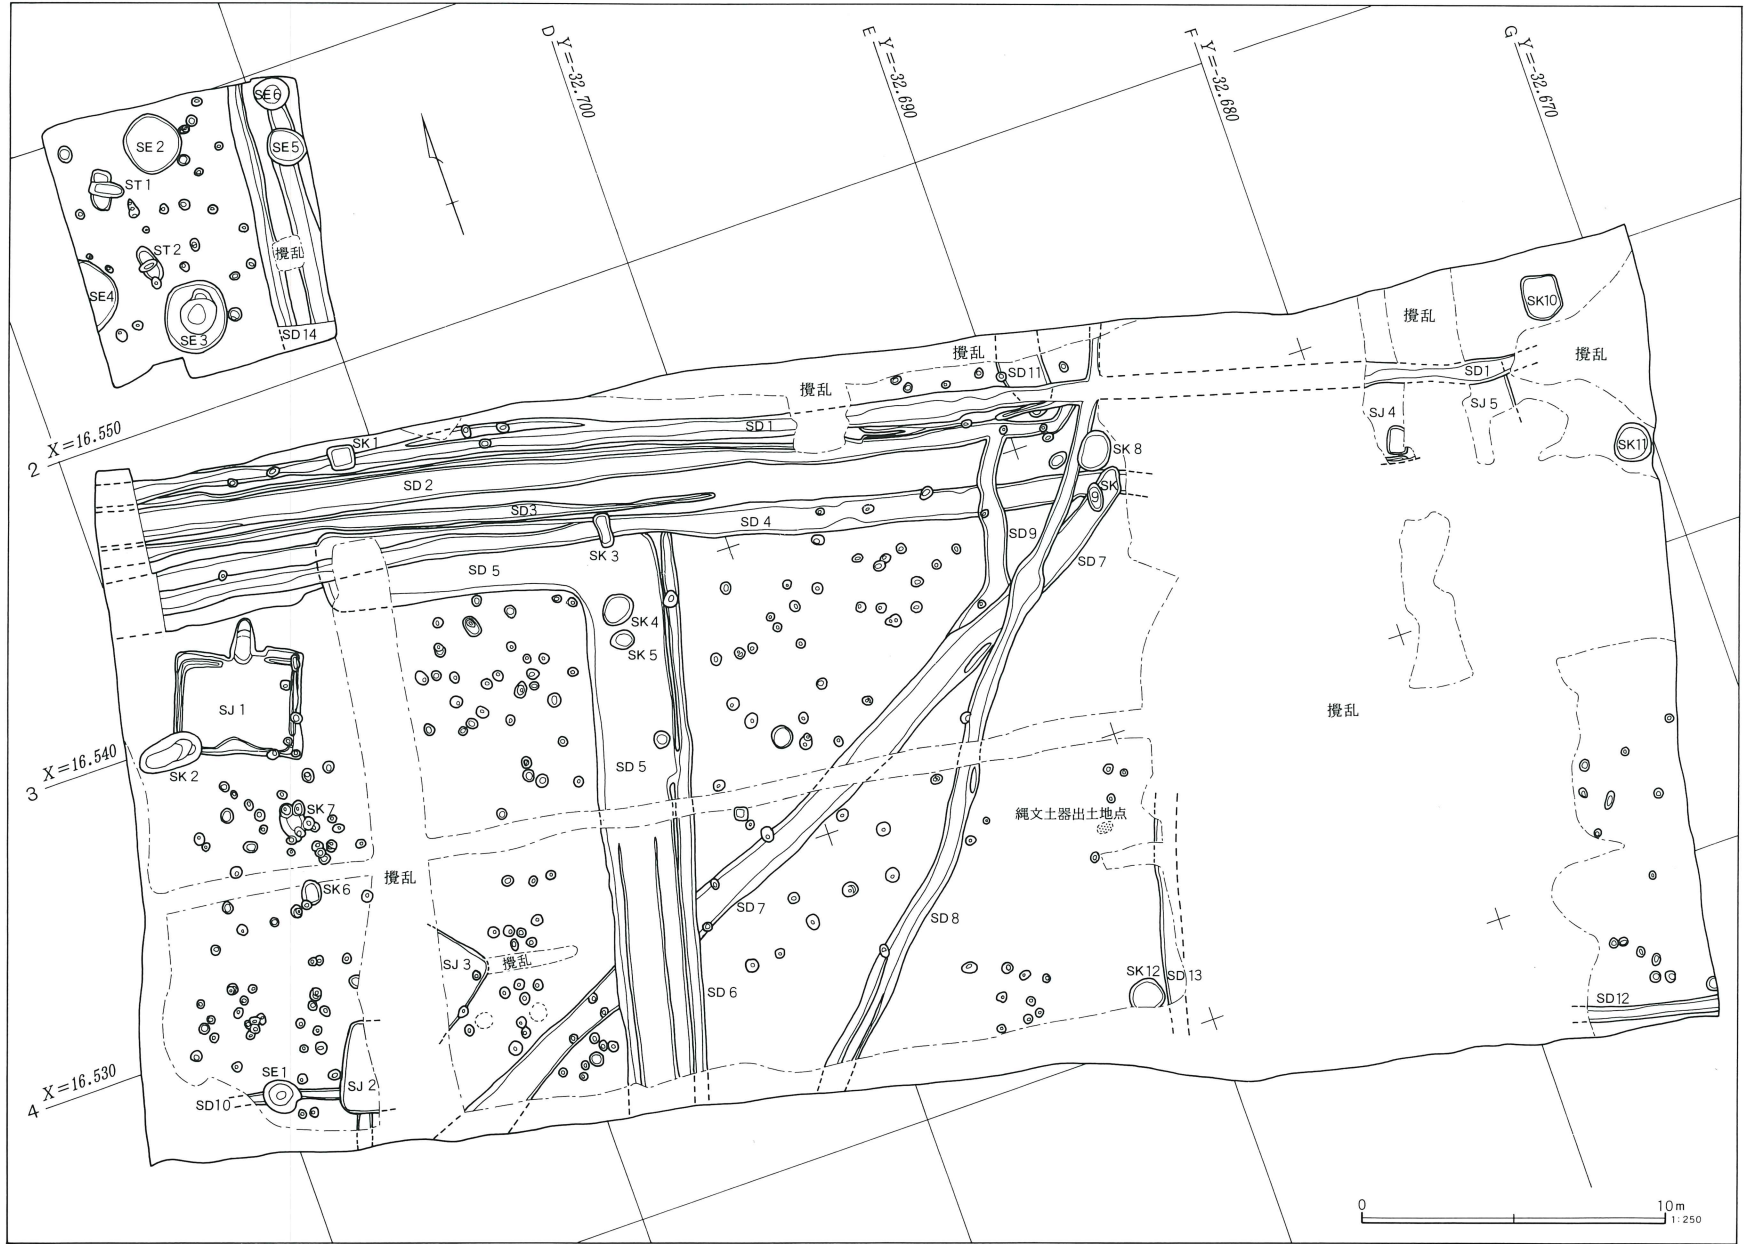 D Y=-32.700
E Y=-32.690
F Y=-32.680
G Y=-32.670
SE6
SE2
SE5
ST1
ST2
攪乱
SE4
SE3
SD14
2 X=16.550
攪乱
SK10
攪乱
攪乱
SD11
SD1
攪乱
SJ4
SJ5
SK1
SD1
SK11
SK8
SD2
SK
9
SD3
SD4
SD9
SK3
SD7
SD5
SK4
SK5
SJ1
攪乱
3 X=16.540
SK2
SD5
SK7
縄文土器出土地点
SK6
攪乱
SD7
SD8
SJ3
攪乱
SK12
SD13
SD6
SD12
4 X=16.530
SE1
SJ2
SD10
0 10m
1:250